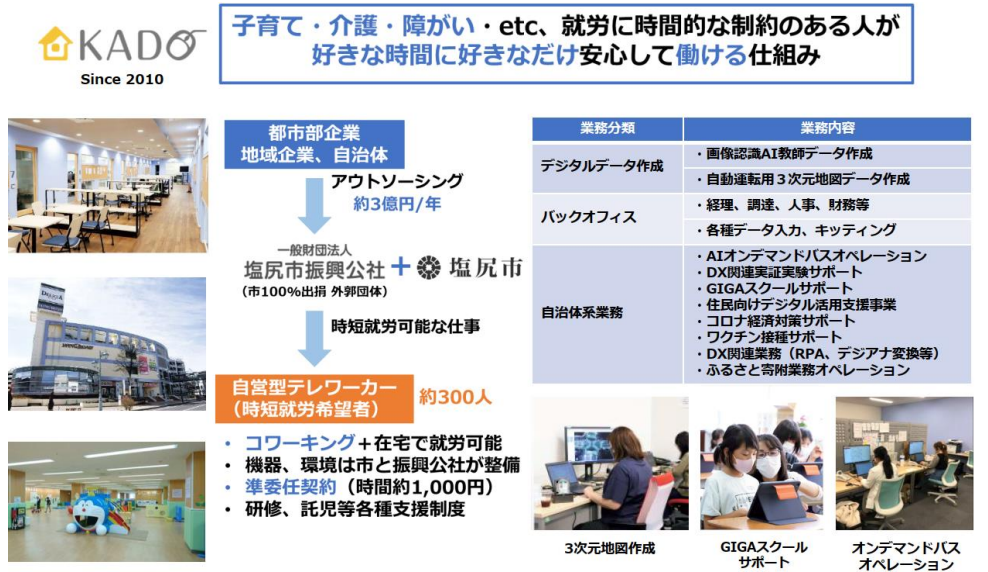 KADO
Since 2010
子育て・介護・障がい・etc、就労に時間的な制約のある人が
好きな時間に好きなだけ安心して働ける仕組み
都市部企業
地域企業、自治体
アウトソーシング
約3億円/年
一般財団法人
塩尻市振興公社＋塩尻市
（市100%出捐 外郭団体）
時短就労可能な仕事
自営型テレワーカー
（時短就労希望者）
約300人
・ コワーキング＋在宅で就労可能
・ 機器、環境は市と振興公社が整備
・ 準委任契約（時間約1,000円）
・ 研修、託児等各種支援制度
業務分類 業務内容
デジタルデータ作成
・画像認識AI教師データ作成
・自動運転用３次元地図データ作成
バックオフィス
・経理、調達、人事、財務等
・各種データ入力、キッティング
自治体系業務
・AIオンデマンドバスオペレーション
・DX関連実証実験サポート
・GIGAスクールサポート
・住民向けデジタル活用支援事業
・コロナ経済対策サポート
・ワクチン接種サポート
・DX関連業務（RPA、デジアナ変換等）
・ふるさと寄附業務オペレーション
3次元地図作成
GIGAスクール
サポート
オンデマンドバス
オペレーション